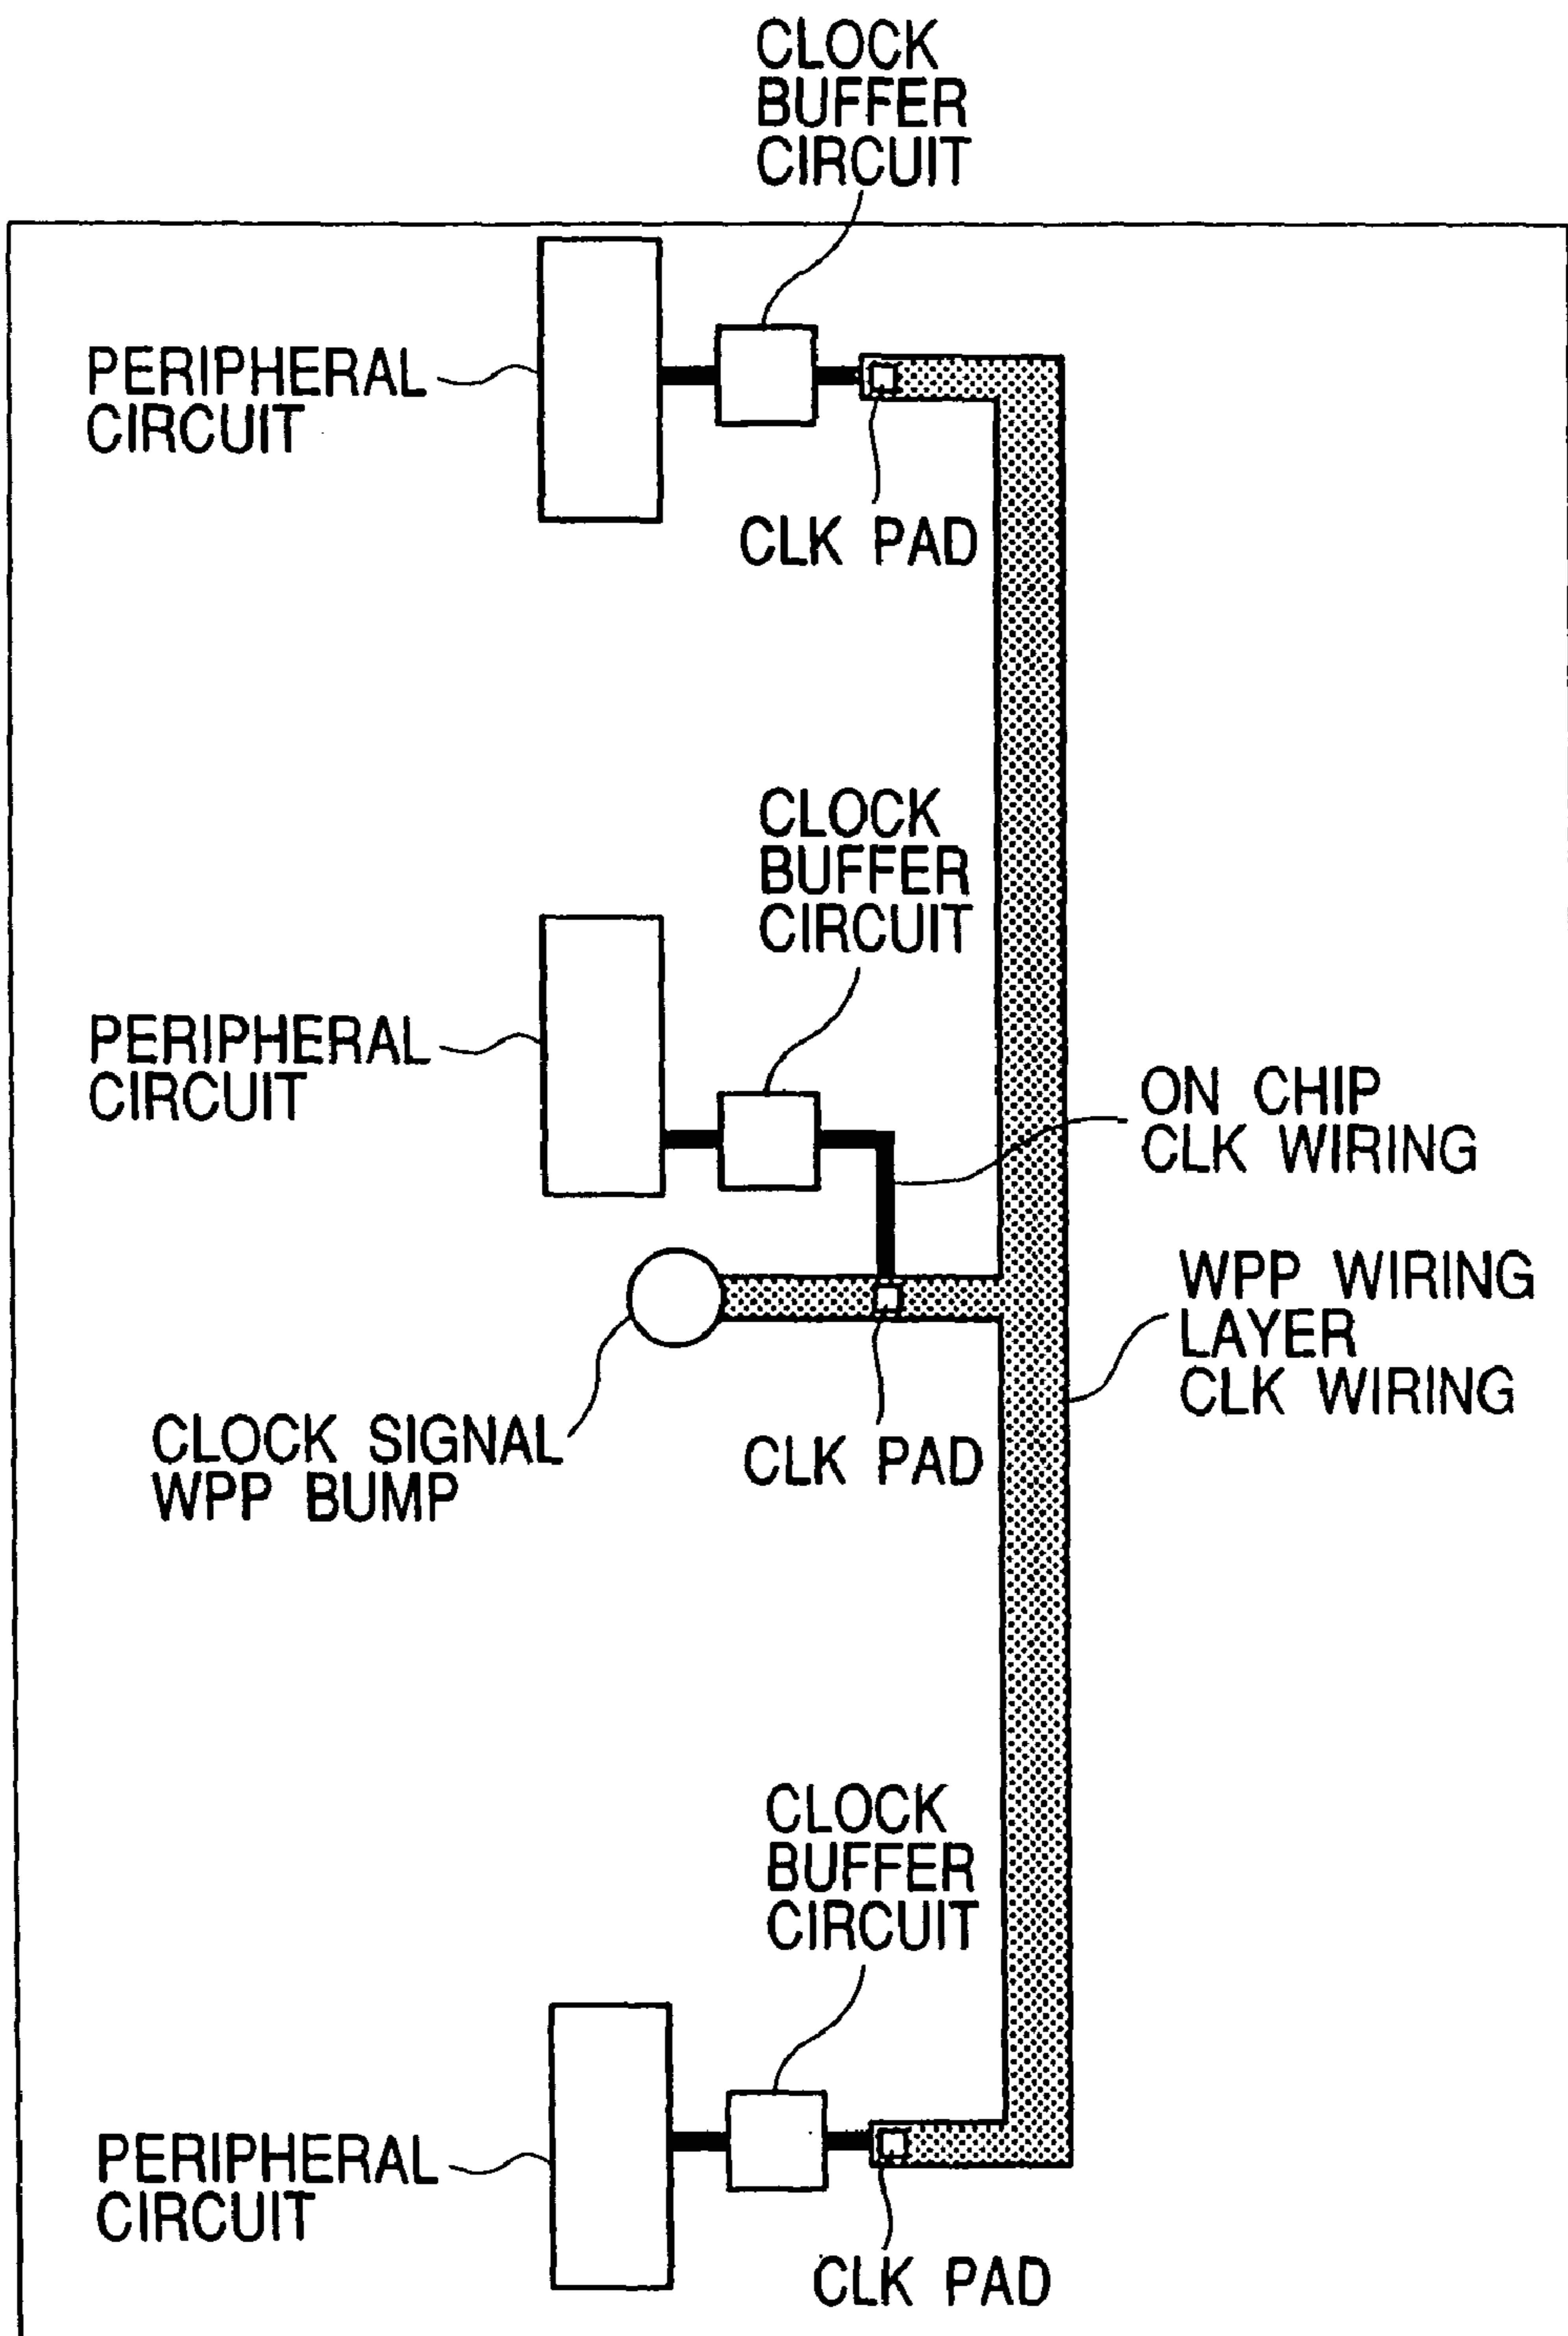 CLOCK
BUFFER
CIRCUIT
PERIPHERAL
CIRCUIT
CLK PAD
CLOCK
BUFFER
CIRCUIT
PERIPHERAL
CIRCUIT
ON CHIP
CLK WIRING
WPP WIRING
LAYER
CLK WIRING
CLOCK SIGNAL
WPP BUMP
CLK PAD
CLOCK
BUFFER
CIRCUIT
PERIPHERAL
CIRCUIT
CLK PAD